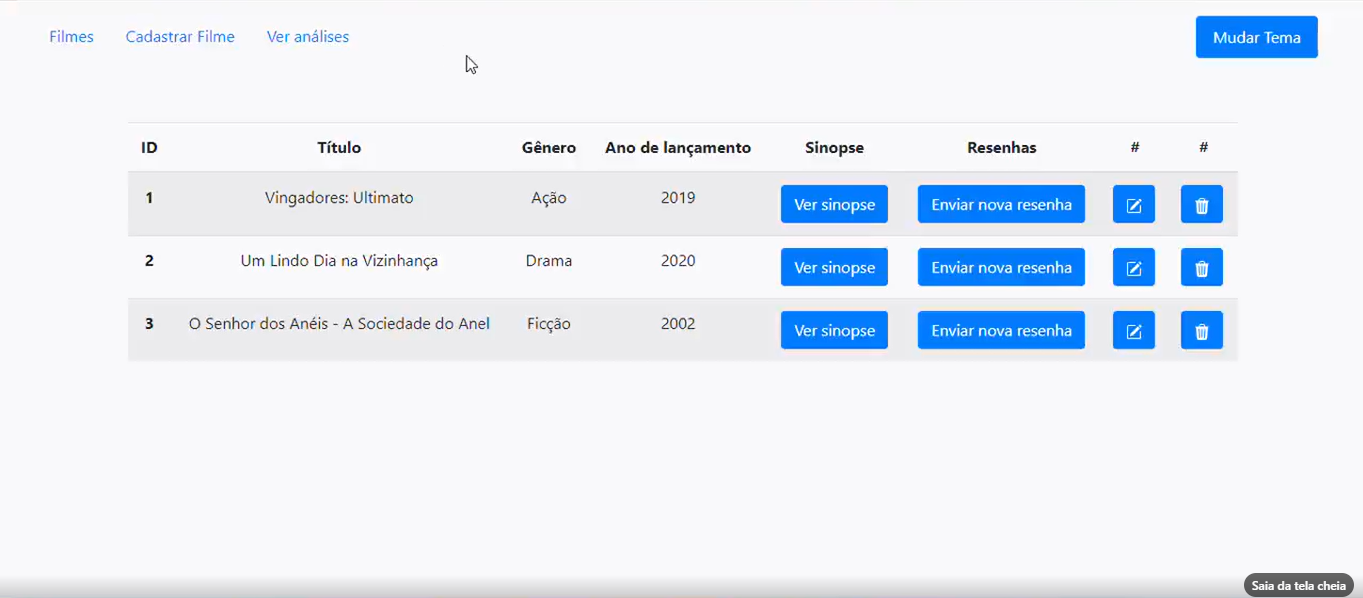 Filmes Cadastrar Filme Ver análises Mudar Tema
ID Título Gênero Ano de lançamento Sinopse Resenhas # #
1 Vingadores: Ultimato Ação 2019 Ver sinopse Enviar nova resenha
2 Um Lindo Dia na Vizinhança Drama 2020 Ver sinopse Enviar nova resenha
3 O Senhor dos Anéis - A Sociedade do Anel Ficção 2002 Ver sinopse Enviar nova resenha
Saia da tela cheia